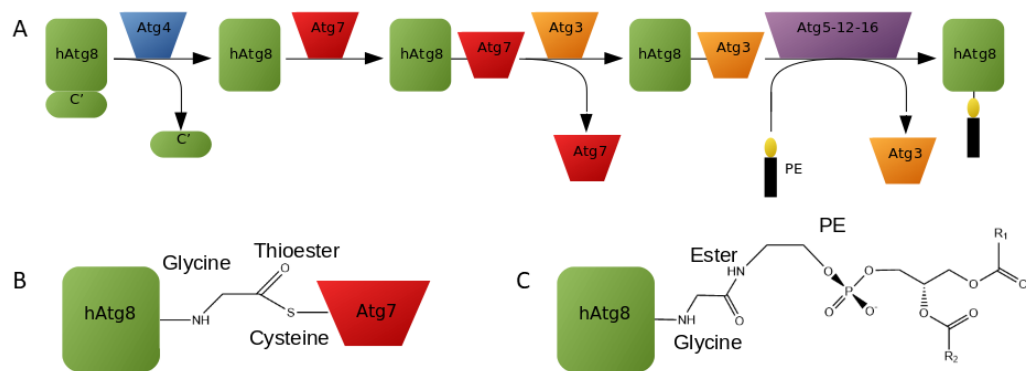 A
hAtg8
C'
Atg4
C'
hAtg8
Atg7
hAtg8
Atg7
Atg3
Atg7
hAtg8
Atg3
Atg5-12-16
PE
Atg3
hAtg8
B
hAtg8
Glycine
Thioester
O
NH
S
Cysteine
Atg7
C
hAtg8
NH
Glycine
Ester
HN
O
PE
O
P
O
O-
O
O
O
O
O
R1
R2